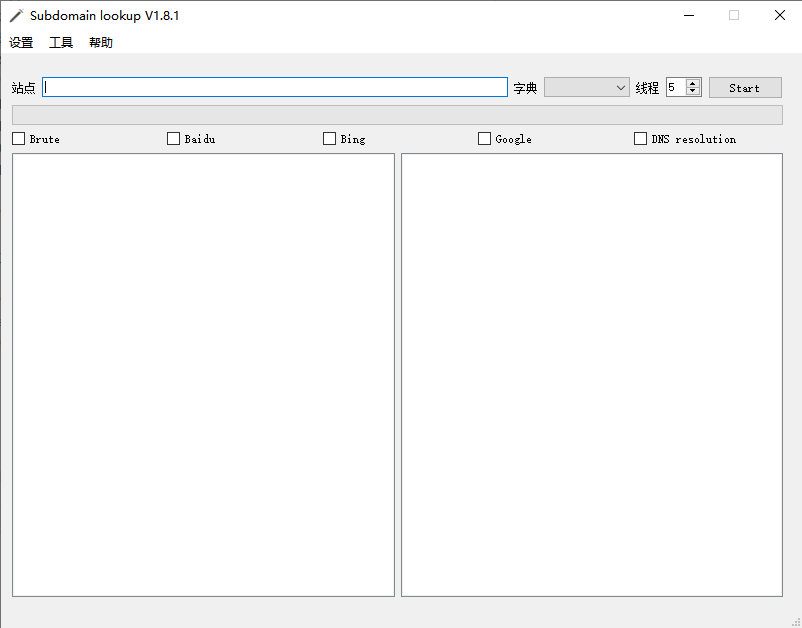 Subdomain lookup V1.8.1
设置 工具 帮助
站点 字典 线程 5 Start
Brute Baidu Bing Google DNS resolution